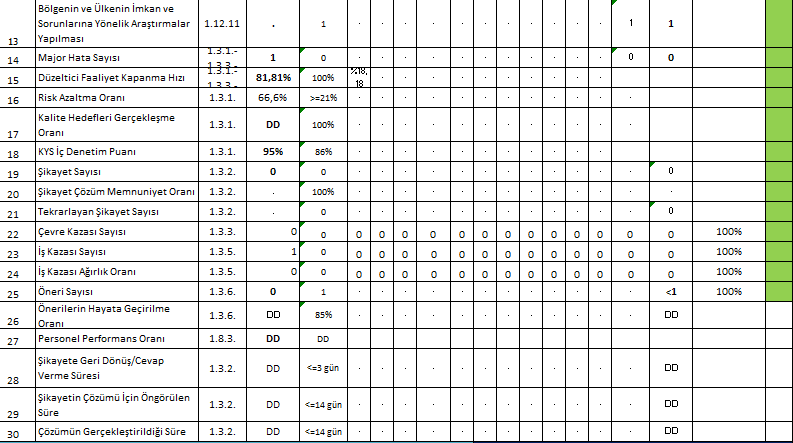 13 Bölgenin ve Ülkenin İmkan ve Sorunlarına Yönelik Araştırmalar Yapılması 1.12.11 . 1 . . . . . . . . . . . 1 1
14 Major Hata Sayısı 1.3.1.- 1 0 . . . . . . . . . . . 0 0
15 Düzeltici Faaliyet Kapanma Hızı 1.3.1.- 81,81% 100% %18,18 . . . . . . . . . .
16 Risk Azaltma Oranı 1.3.1. 66,6% >=21% . . . . . . . . . . . .
17 Kalite Hedefleri Gerçekleşme Oranı 1.3.1. DD 100% . . . . . . . . . . . .
18 KYS İç Denetim Puanı 1.3.1. 95% 86% . . . . . . . . . . . .
19 Şikayet Sayısı 1.3.2. 0 0 . . . . . . . . . . . . 0
20 Şikayet Çözüm Memnuniyet Oranı 1.3.2. . 100% . . . . . . . . . . . . .
21 Tekrarlayan Şikayet Sayısı 1.3.2. . 0 . . . . . . . . . . . . 0
22 Çevre Kazası Sayısı 1.3.3. 0 0 0 0 0 0 0 0 0 0 0 0 0 0 0 100%
23 İş Kazası Sayısı 1.3.5. 1 0 0 0 0 0 0 0 0 0 0 0 0 0 0 100%
24 İş Kazası Ağırlık Oranı 1.3.5. 0 0 0 0 0 0 0 0 0 0 0 0 0 0 0 100%
25 Öneri Sayısı 1.3.6. 0 1 . . . . . . . . . . . . <1 100%
26 Önerilerin Hayata Geçirilme Oranı 1.3.6. DD 85% . . . . . . . . . . . . DD
27 Personel Performans Oranı 1.8.3. DD DD . . . . . . . . . . . .
28 Şikayete Geri Dönüş/Cevap Verme Süresi 1.3.2. DD <=3 gün . . . . . . . . . . . . DD
29 Şikayetin Çözümü İçin Öngörülen Süre 1.3.2. DD <=14 gün . . . . . . . . . . . . DD
30 Çözümün Gerçekleştirildiği Süre 1.3.2. DD <=14 gün . . . . . . . . . . . . DD